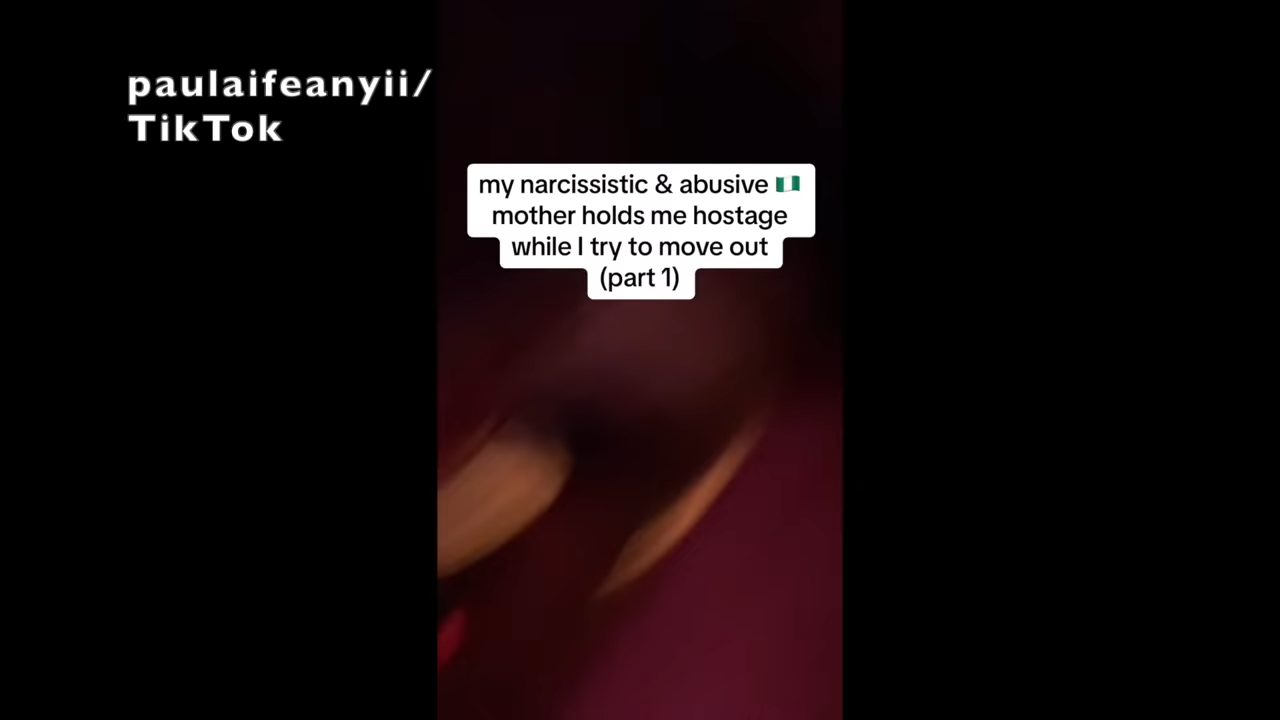 paulaifeanyii/
TikTok
my narcissistic & abusive 🇳🇬
mother holds me hostage
while I try to move out
(part 1)